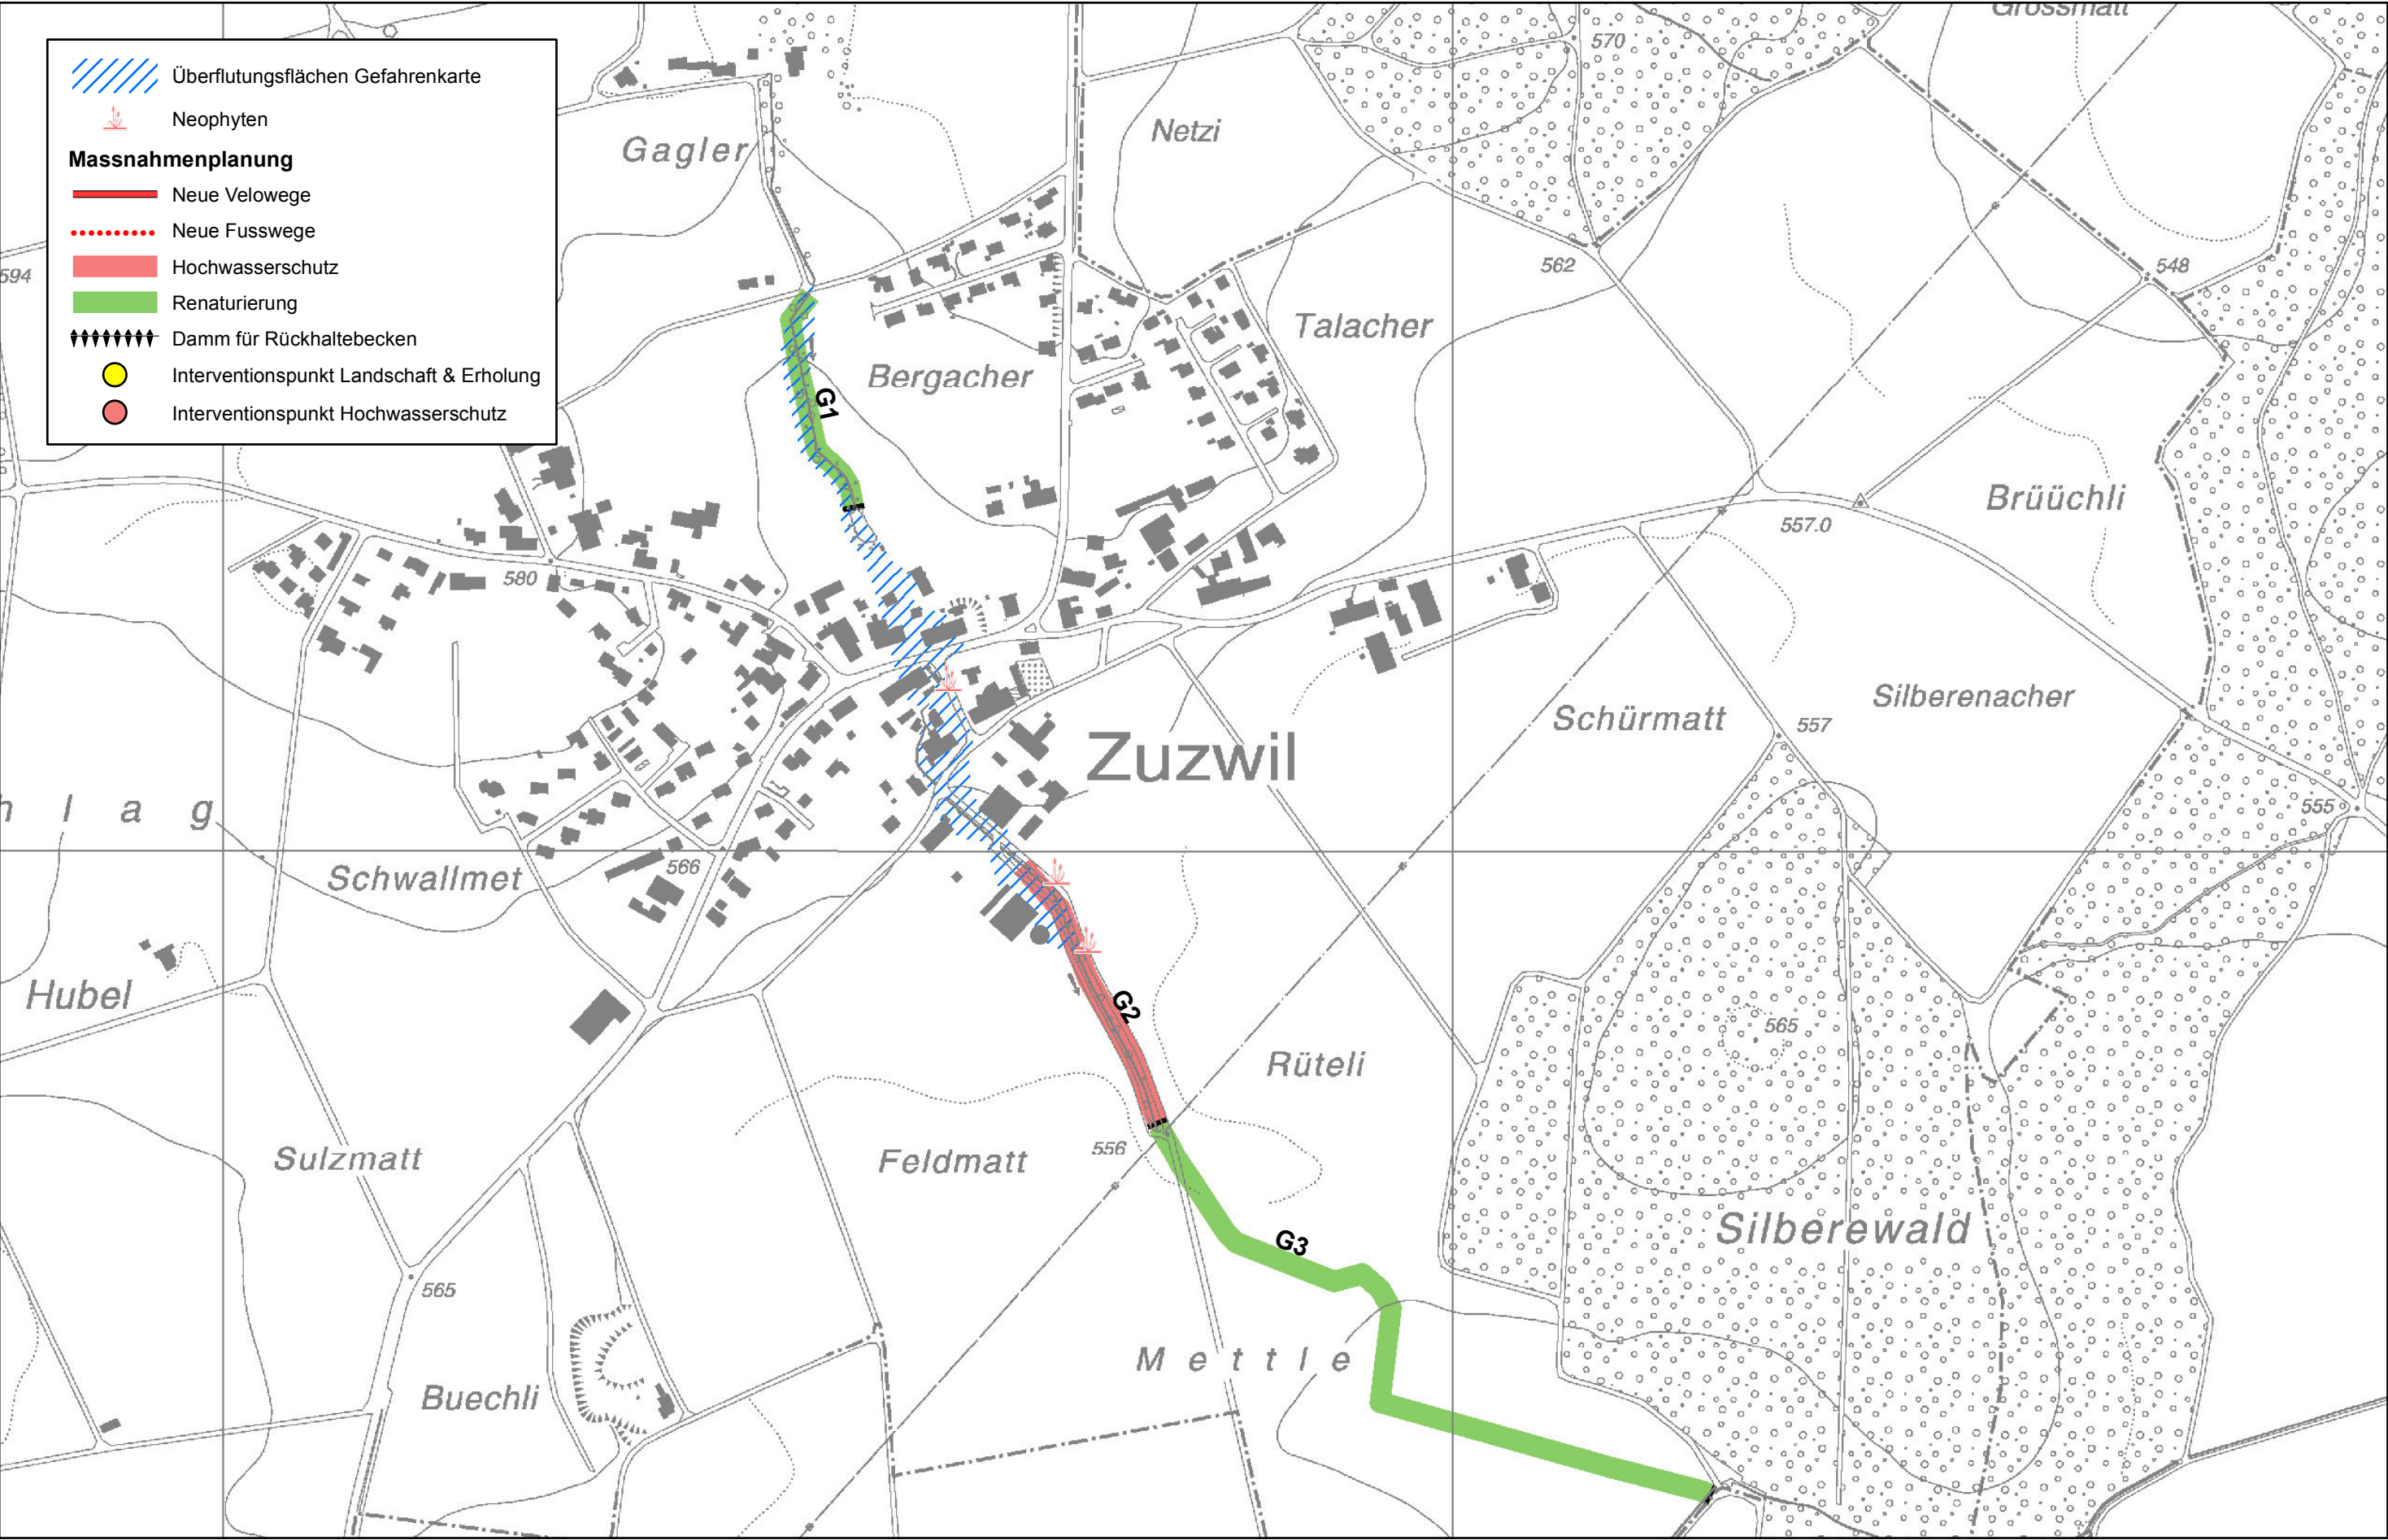 Grossmatt
570
Überflutungsflächen Gefahrenkarte
Neophyten
Massnahmenplanung
Neue Velowege
Neue Fusswege
Hochwasserschutz
Renaturierung
Damm für Rückhaltebecken
Interventionspunkt Landschaft & Erholung
Interventionspunkt Hochwasserschutz
Gagler
Netzi
594
562
548
Talacher
Bergacher
G1
Brüüchli
557.0
580
Silberenacher
Schürmatt
557
Zuzwil
h l a g
555
Schwallmet
566
Hubel
G2
565
Rüteli
Sulzmatt
Feldmatt
556
Silberewald
G3
565
Mettle
Buechli